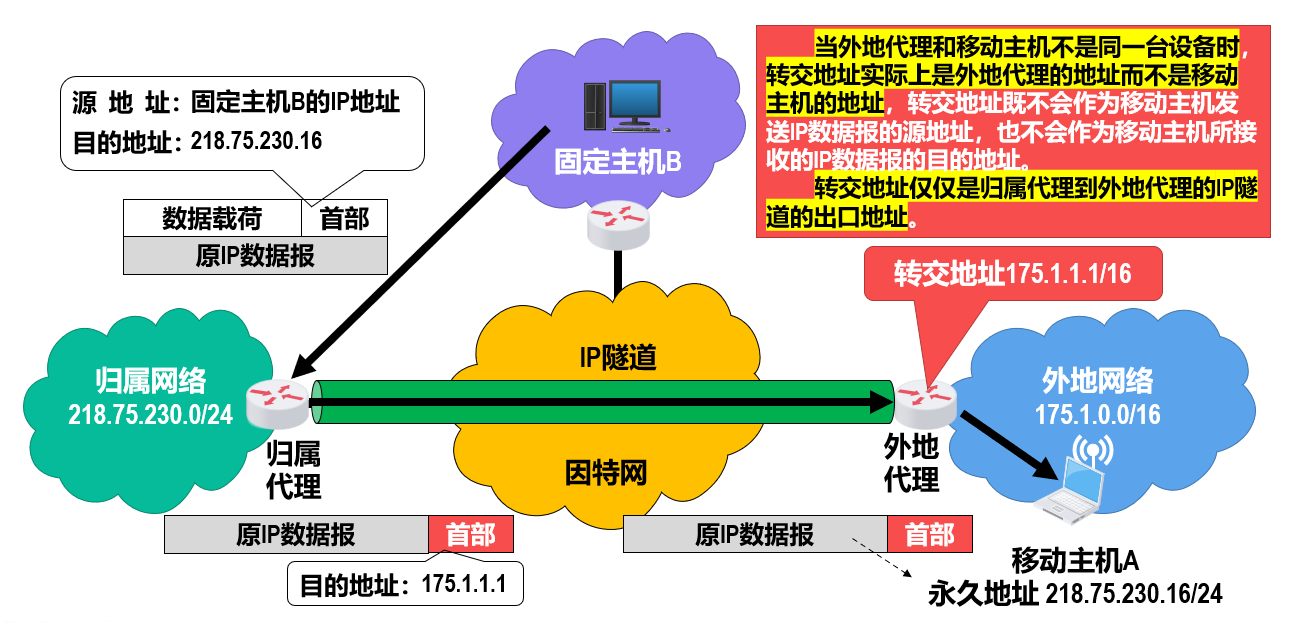 源 地 址：固定主机B的IP地址
目的地址：218.75.230.16
数据载荷
首部
原IP数据报
固定主机B
当外地代理和移动主机不是同一台设备时，
转交地址实际上是外地代理的地址而不是移动
主机的地址，转交地址既不会作为移动主机发
送IP数据报的源地址，也不会作为移动主机所接
收的IP数据报的目的地址。
转交地址仅仅是归属代理到外地代理的IP隧
道的出口地址。
转交地址175.1.1.1/16
归属网络
218.75.230.0/24
归属
代理
IP隧道
因特网
外地
代理
外地网络
175.1.0.0/16
原IP数据报
首部
目的地址：175.1.1.1
原IP数据报
首部
移动主机A
永久地址 218.75.230.16/24